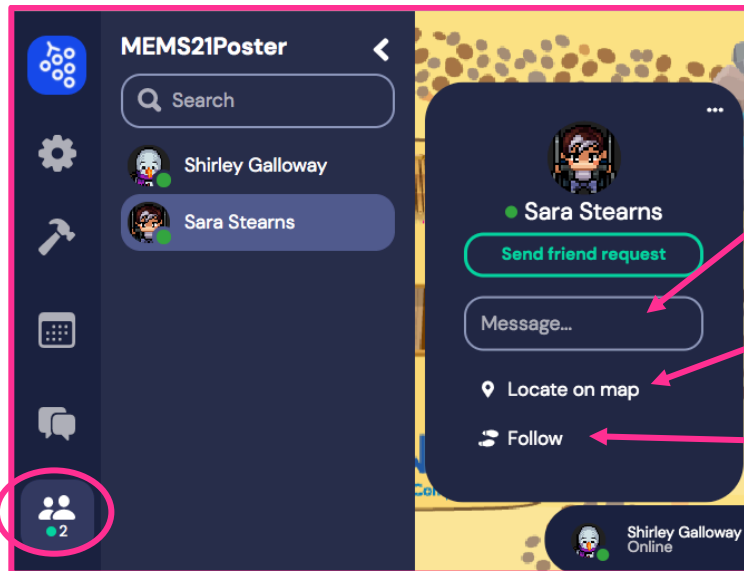 MEMS21Poster
Search
Shirley Galloway
Sara Stearns
2
Sara Stearns
Send friend request
Message...
Locate on map
Follow
Shirley Galloway
Online